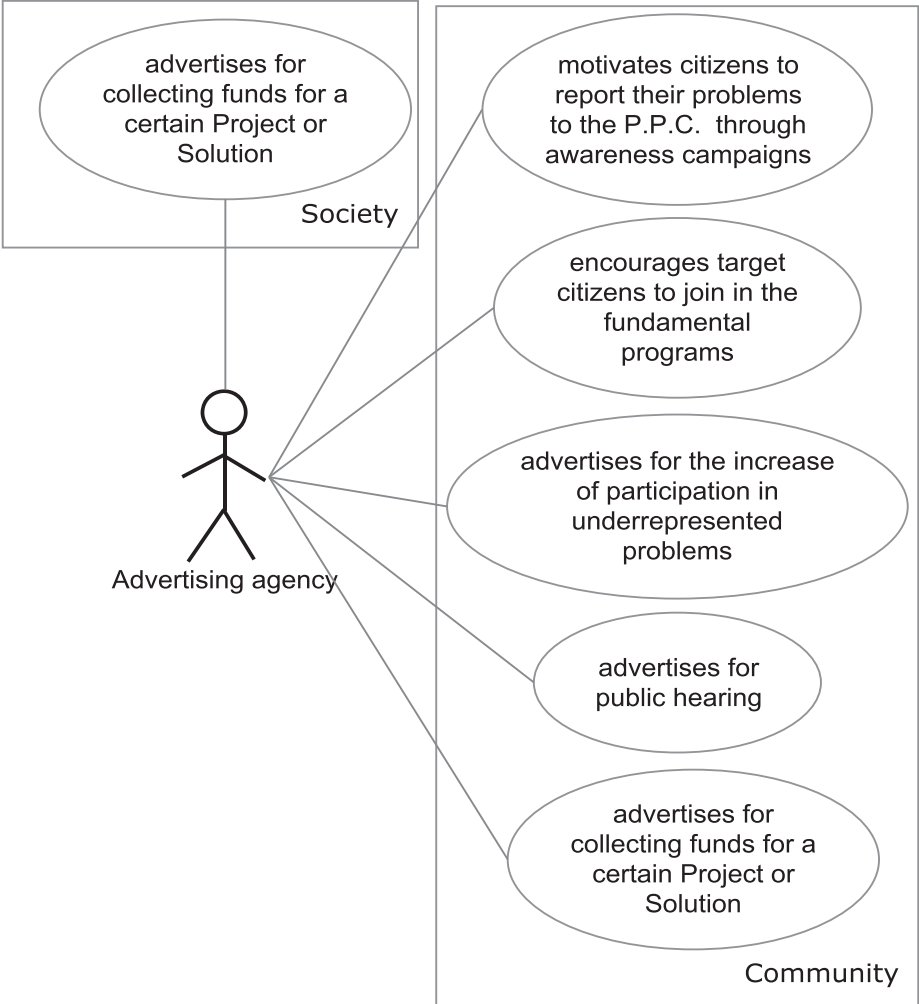 advertises for
collecting funds for a
certain Project or
Solution
Society
motivates citizens to
report their problems
to the P.P.C. through
awareness campaigns
encourages target
citizens to join in the
fundamental
programs
advertises for the increase
of participation in
underrepresented
problems
Advertising agency
advertises for
public hearing
advertises for
collecting funds for a
certain Project or
Solution
Community